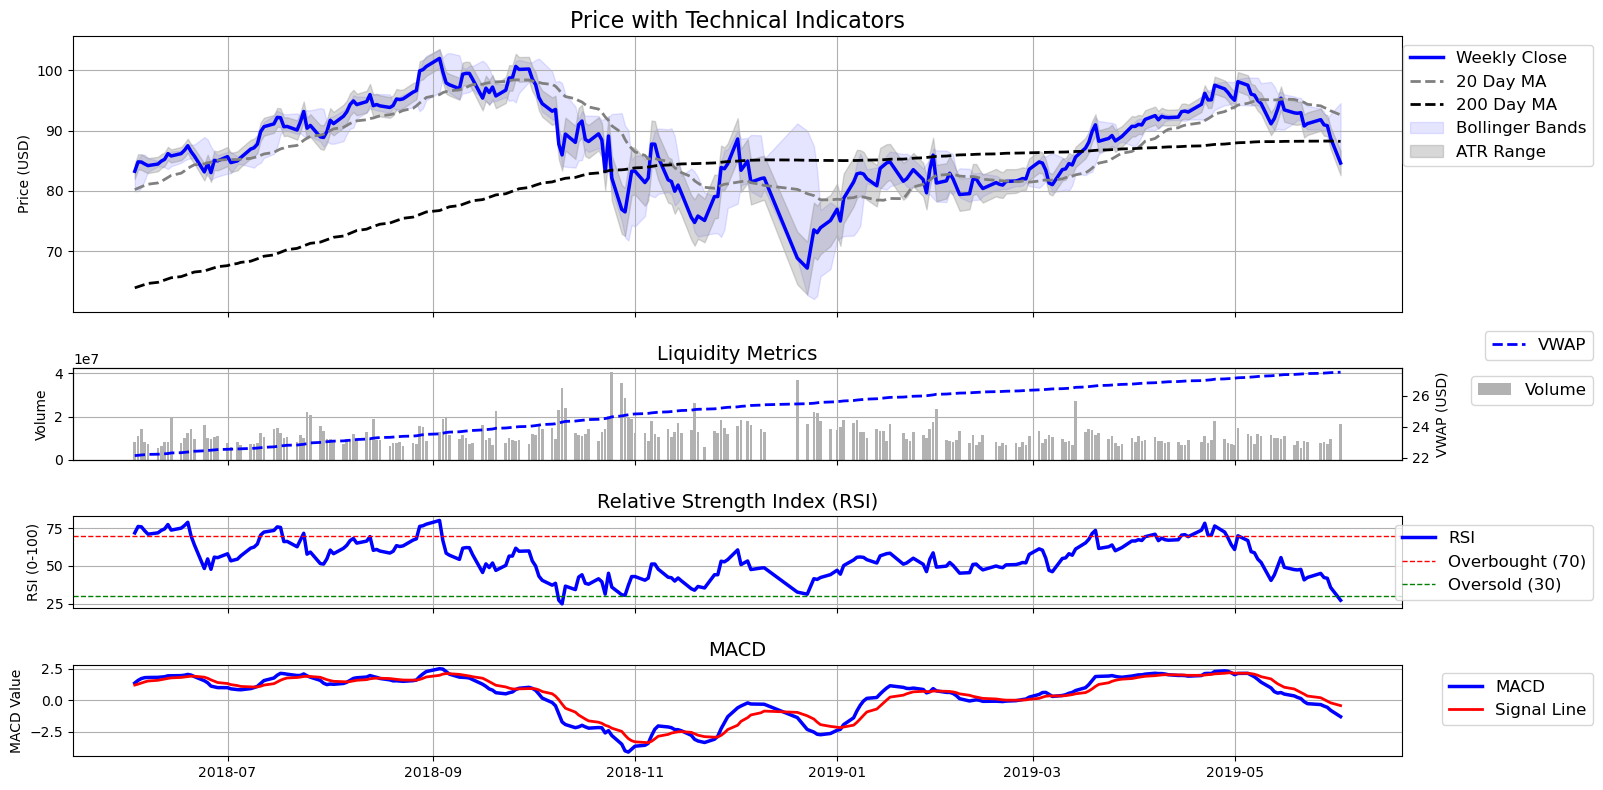 Price with Technical Indicators
Price (USD)
100
90
80
70
Weekly Close
20 Day MA
200 Day MA
Bollinger Bands
ATR Range
Liquidity Metrics
1e7
Volume
4
2
0
26
24
22
VWAP (USD)
VWAP
Volume
Relative Strength Index (RSI)
RSI (0-100)
75
50
25
RSI
Overbought (70)
Oversold (30)
MACD
MACD Value
2.5
0.0
−2.5
MACD
Signal Line
2018-07
2018-09
2018-11
2019-01
2019-03
2019-05